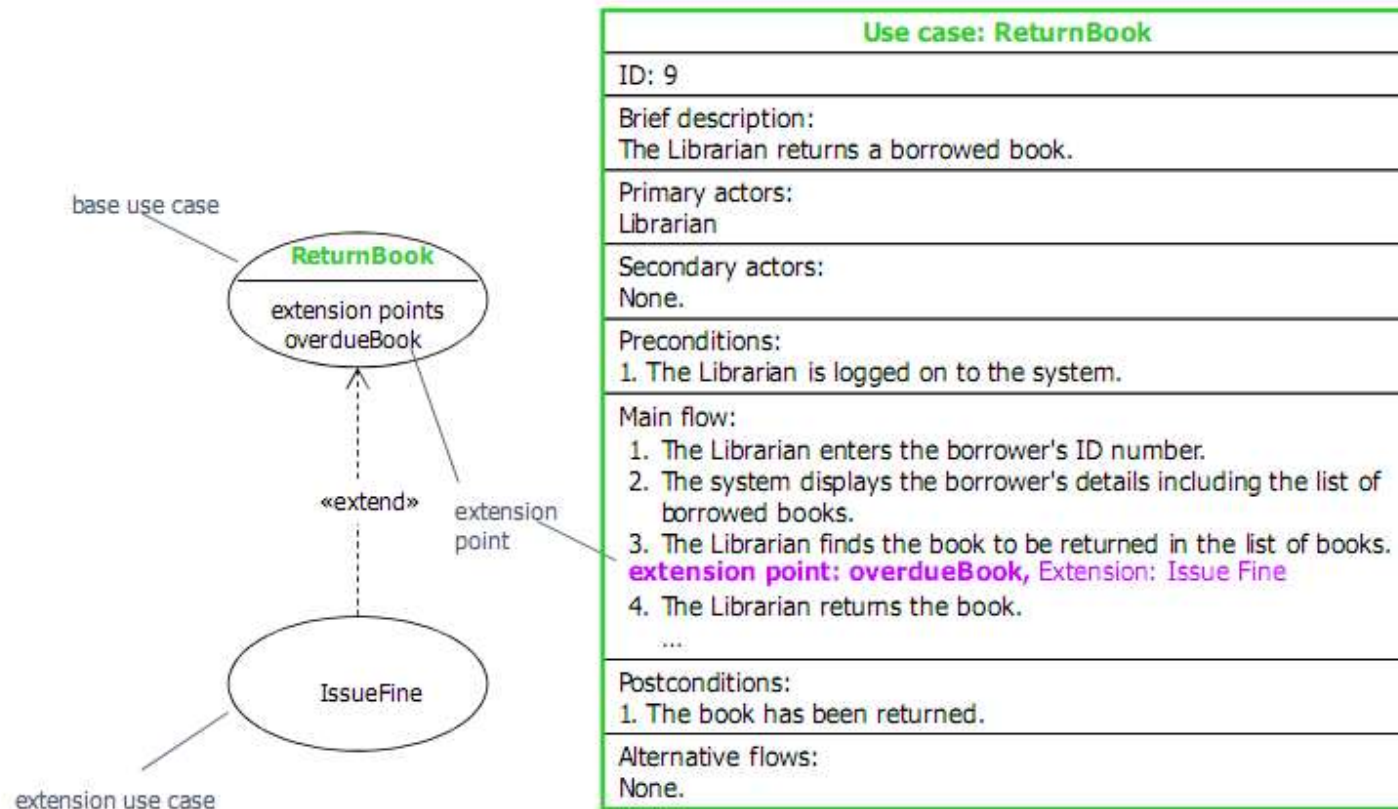 base use case
ReturnBook
extension points
overdueBook
«extend»
extension
point
IssueFine
extension use case
Use case: ReturnBook
ID: 9
Brief description:
The Librarian returns a borrowed book.
Primary actors:
Librarian
Secondary actors:
None.
Preconditions:
1. The Librarian is logged on to the system.
Main flow:
1. The Librarian enters the borrower's ID number.
2. The system displays the borrower's details including the list of
borrowed books.
3. The Librarian finds the book to be returned in the list of books.
extension point: overdueBook, Extension: Issue Fine
4. The Librarian returns the book.
...
Postconditions:
1. The book has been returned.
Alternative flows:
None.